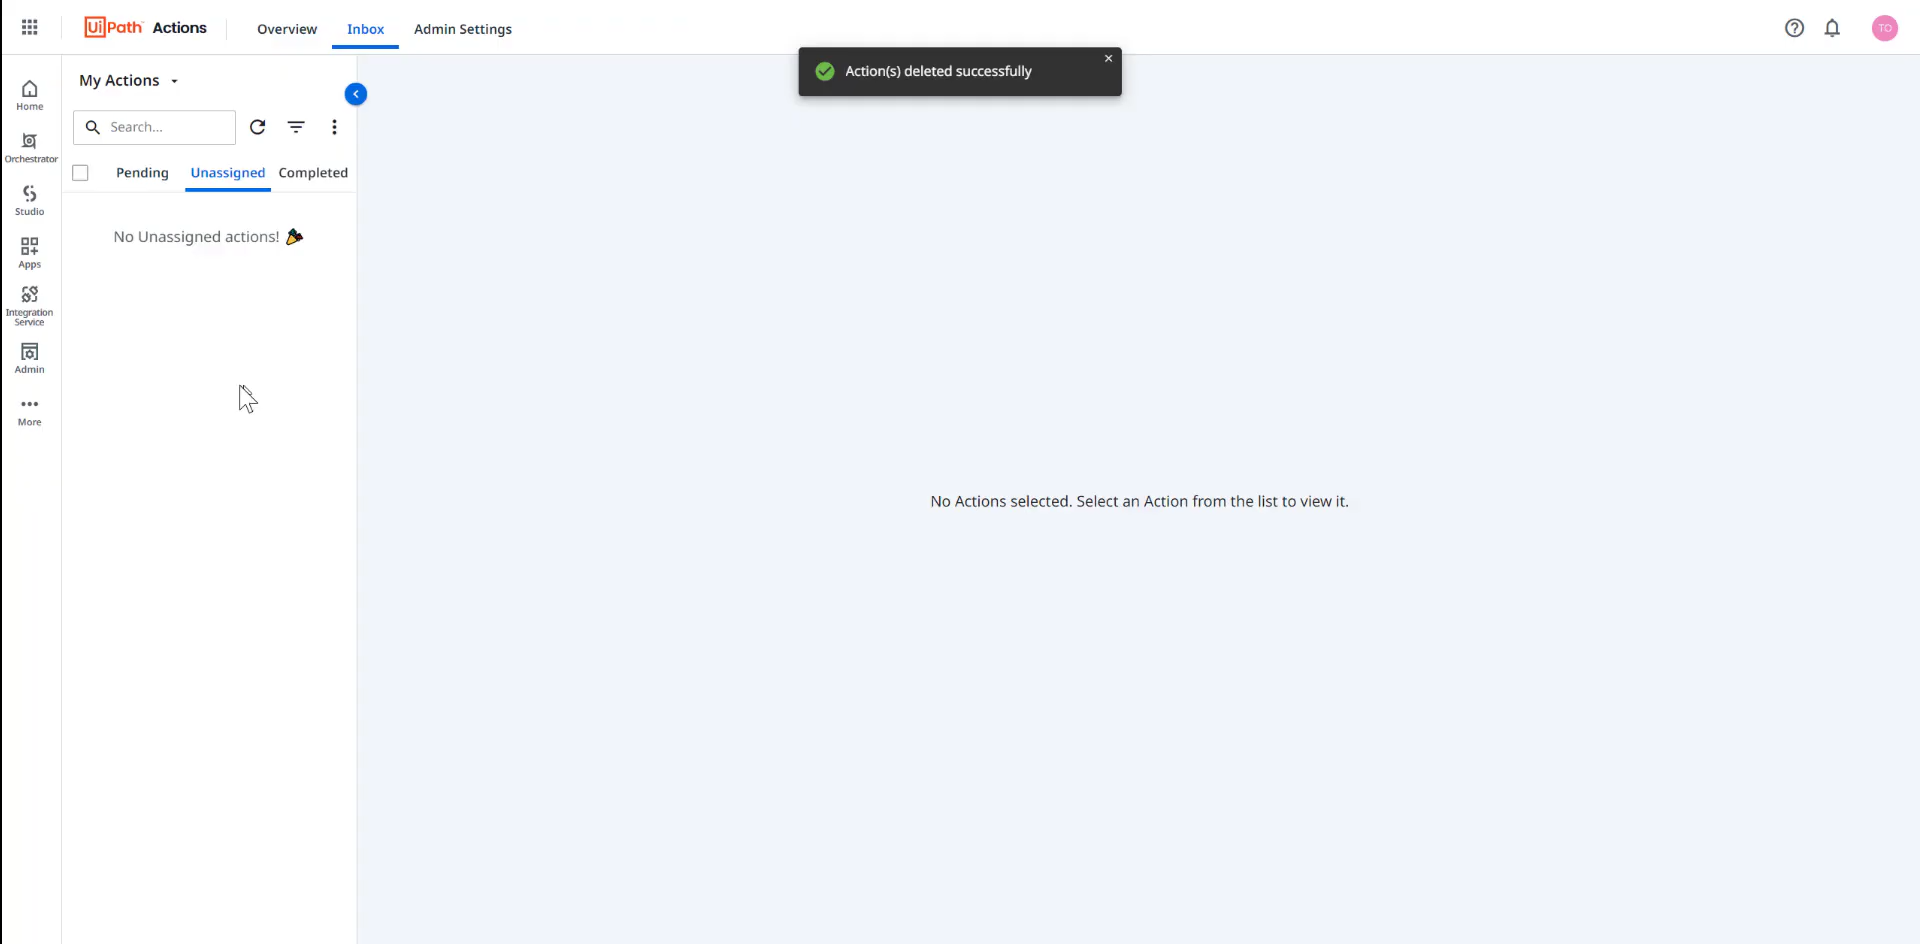 UiPath Actions
Overview
Inbox
Admin Settings
TO
Action(s) deleted successfully
Home
Orchestrator
Studio
Apps
Integration
Service
Admin
More
My Actions
Search...
Pending
Unassigned
Completed
No Unassigned actions!
No Actions selected. Select an Action from the list to view it.